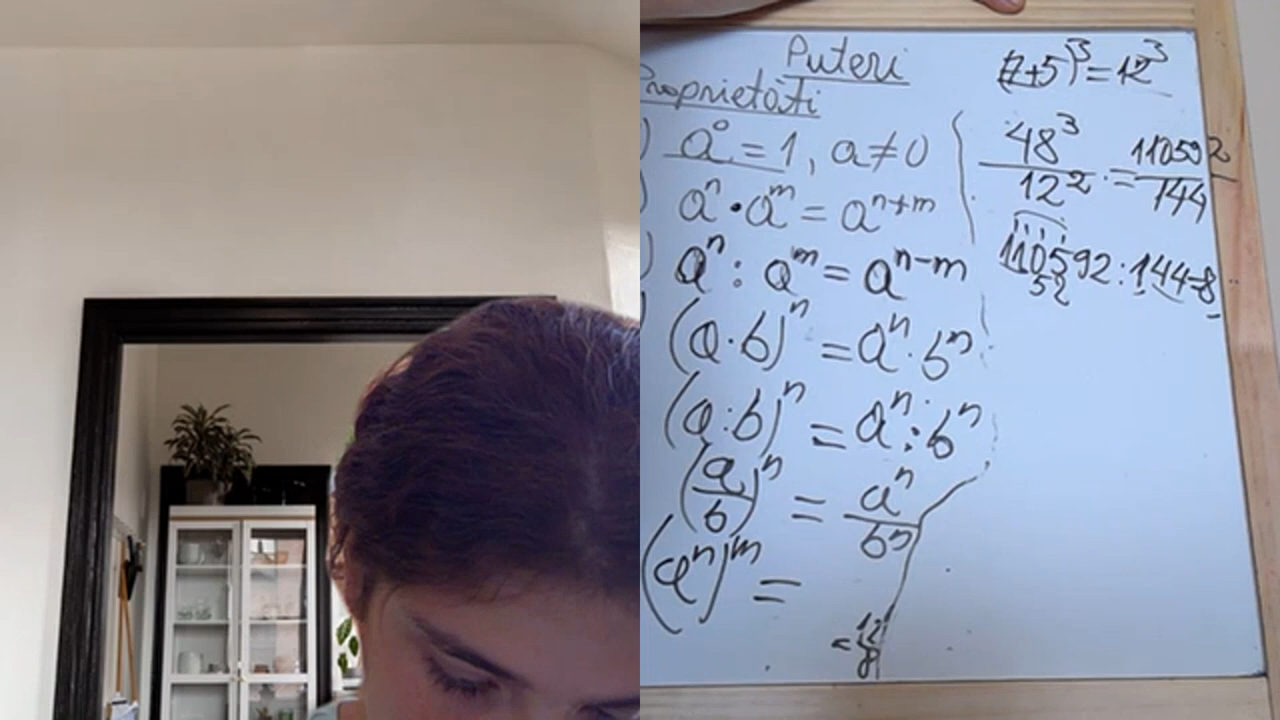 Puteri
Proprietăți
) a⁰ = 1, a ≠ 0
) aⁿ · aᵐ = aⁿ⁺ᵐ
) aⁿ : aᵐ = aⁿ⁻ᵐ
(a·b)ⁿ = aⁿ · bⁿ
(a:b)ⁿ = aⁿ : bⁿ
(a/b)ⁿ = aⁿ/bⁿ
(aⁿ)ᵐ =
(7+5)³ = 12³
48³/12² = 110592/144
110592 : 144 = 8
52